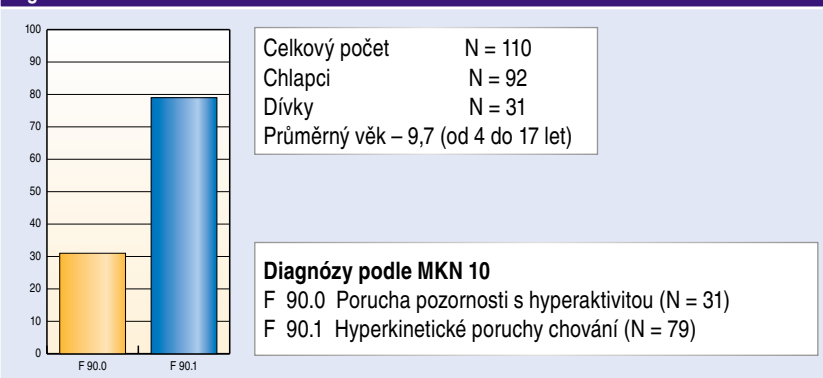 100
90
80
70
60
50
40
30
20
10
0
F 90.0 F 90.1
Celkový počet N = 110
Chlapci N = 92
Dívky N = 31
Průměrný věk – 9,7 (od 4 do 17 let)
Diagnózy podle MKN 10
F 90.0 Porucha pozornosti s hyperaktivitou (N = 31)
F 90.1 Hyperkinetické poruchy chování (N = 79)